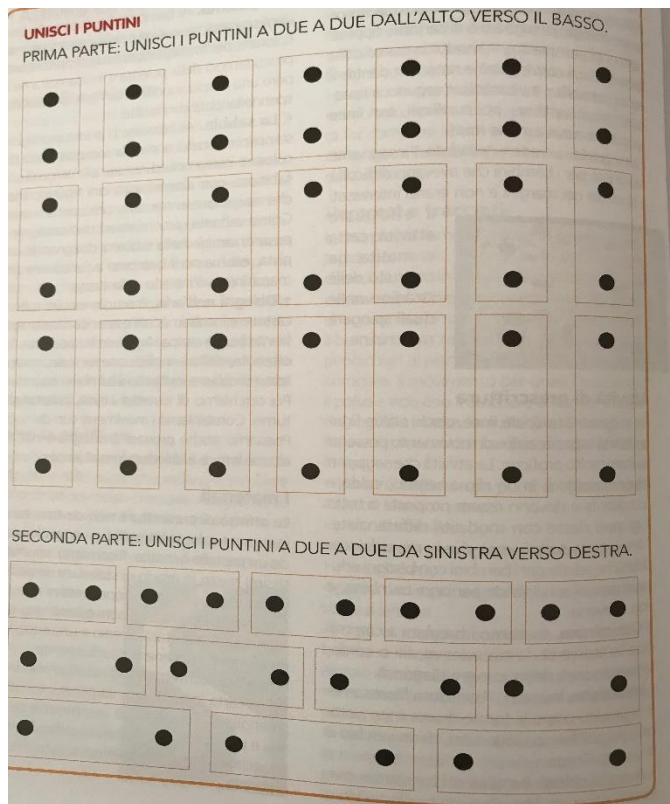 UNISCI I PUNTINI
PRIMA PARTE: UNISCI I PUNTINI A DUE A DUE DALL'ALTO VERSO IL BASSO.
SECONDA PARTE: UNISCI I PUNTINI A DUE A DUE DA SINISTRA VERSO DESTRA.